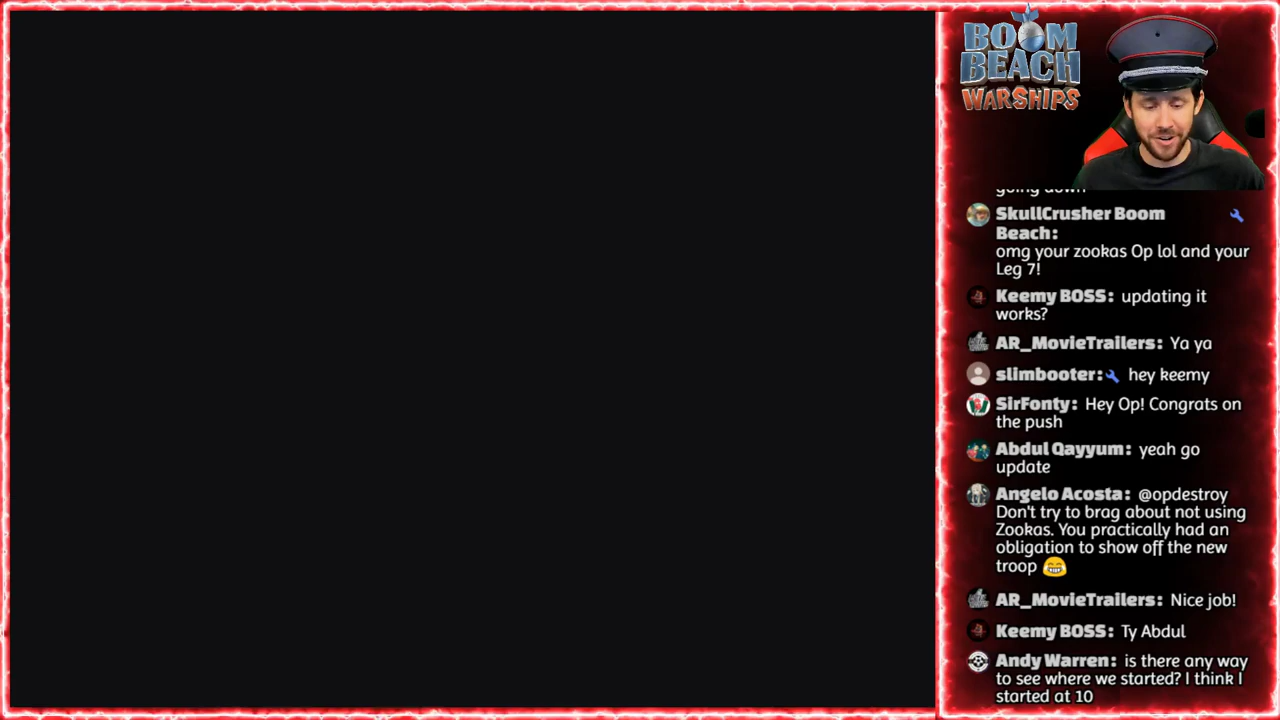 BOOM
BEACH
WARSHIPS
going down
SkullCrusher Boom
Beach:
omg your zookas Op lol and your
Leg 7!
Keemy BOSS: updating it
works?
AR_MovieTrailers: Ya ya
slimbooter: hey keemy
SirFonty: Hey Op! Congrats on
the push
Abdul Qayyum: yeah go
update
Angelo Acosta: @opdestroy
Don't try to brag about not using
Zookas. You practically had an
obligation to show off the new
troop 😂
AR_MovieTrailers: Nice job!
Keemy BOSS: Ty Abdul
Andy Warren: is there any way
to see where we started? I think I
started at 10